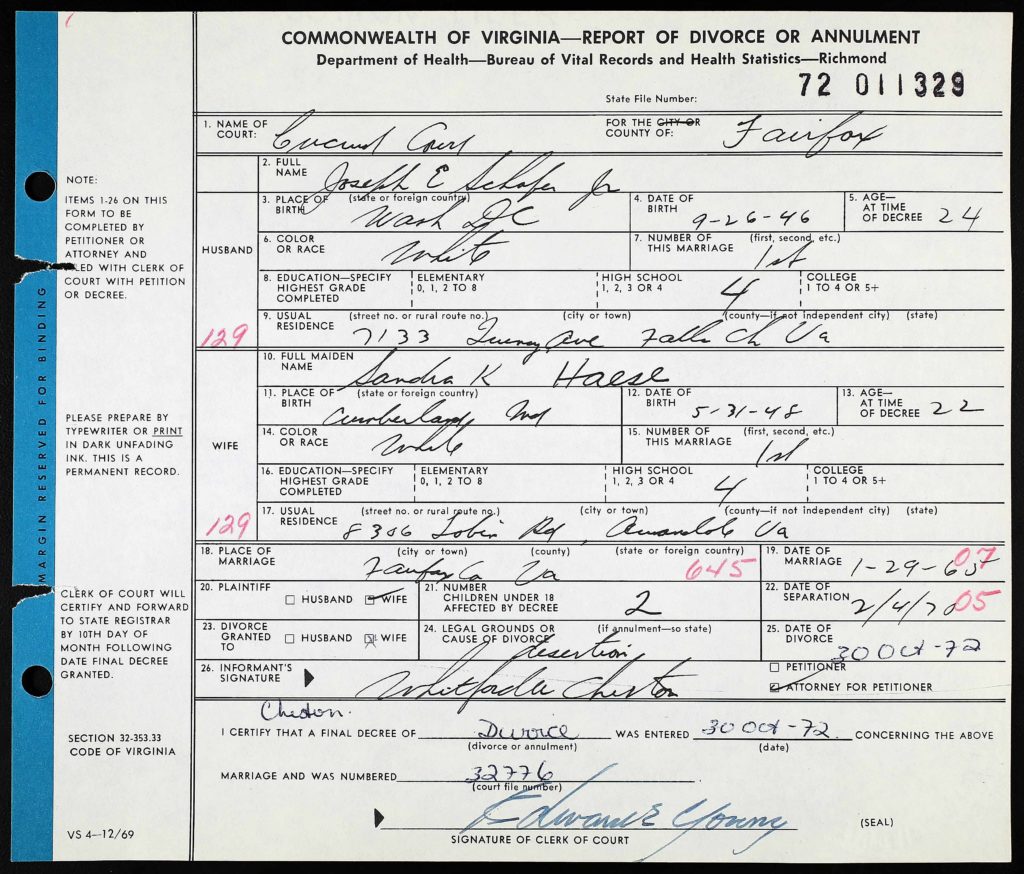 COMMONWEALTH OF VIRGINIA—REPORT OF DIVORCE OR ANNULMENT
Department of Health—Bureau of Vital Records and Health Statistics—Richmond
State File Number: 72 011329
1. NAME OF COURT: Circuit Court FOR THE CITY OR COUNTY OF: Fairfax
NOTE:
ITEMS 1-26 ON THIS
FORM TO BE
COMPLETED BY
PETITIONER OR
ATTORNEY AND
FILED WITH CLERK OF
COURT WITH PETITION
OR DECREE.
HUSBAND
129
2. FULL NAME Joseph E Schafer Jr
3. PLACE OF BIRTH (state or foreign country) Wash DC 4. DATE OF BIRTH 9-26-46 5. AGE— AT TIME OF DECREE 24
6. COLOR OR RACE White 7. NUMBER OF THIS MARRIAGE (first, second, etc.) 1st
8. EDUCATION—SPECIFY HIGHEST GRADE COMPLETED ELEMENTARY 0, 1, 2 TO 8 HIGH SCHOOL 1, 2, 3 OR 4 4 COLLEGE 1 TO 4 OR 5+
9. USUAL RESIDENCE (street no. or rural route no.) (city or town) (county—if not independent city) (state)
7133 Ave Falls Ch Va
MARGIN RESERVED FOR BINDING
PLEASE PREPARE BY
TYPEWRITER OR PRINT
IN DARK UNFADING
INK. THIS IS A
PERMANENT RECORD.
WIFE
129
10. FULL MAIDEN NAME Sandra K Haese
11. PLACE OF BIRTH (state or foreign country) Cumberland, Md 12. DATE OF BIRTH 5-31-48 13. AGE— AT TIME OF DECREE 22
14. COLOR OR RACE White 15. NUMBER OF THIS MARRIAGE (first, second, etc.) 1st
16. EDUCATION—SPECIFY HIGHEST GRADE COMPLETED ELEMENTARY 0, 1, 2 TO 8 HIGH SCHOOL 1, 2, 3 OR 4 4 COLLEGE 1 TO 4 OR 5+
17. USUAL RESIDENCE (street no. or rural route no.) (city or town) (county—if not independent city) (state)
8306 Tobin Rd, Va
18. PLACE OF MARRIAGE (city or town) (county) (state or foreign country) Fairfax Co Va 645 19. DATE OF MARRIAGE 1-29-65 07
CLERK OF COURT WILL
CERTIFY AND FORWARD
TO STATE REGISTRAR
BY 10TH DAY OF
MONTH FOLLOWING
DATE FINAL DECREE
GRANTED.
20. PLAINTIFF HUSBAND WIFE 21. NUMBER CHILDREN UNDER 18 AFFECTED BY DECREE 2 22. DATE OF SEPARATION 2/4/70 05
23. DIVORCE GRANTED TO HUSBAND WIFE 24. LEGAL GROUNDS OR CAUSE OF DIVORCE (if annulment—so state) desertion 25. DATE OF DIVORCE 30 Oct-72
26. INFORMANT'S SIGNATURE PETITIONER
ATTORNEY FOR PETITIONER
I CERTIFY THAT A FINAL DECREE OF Divorce WAS ENTERED 30 Oct-72. CONCERNING THE ABOVE
(divorce or annulment) (date)
SECTION 32-353.33
CODE OF VIRGINIA
MARRIAGE AND WAS NUMBERED 32776
(court file number)
Edward E Young
SIGNATURE OF CLERK OF COURT (SEAL)
VS 4—12/69